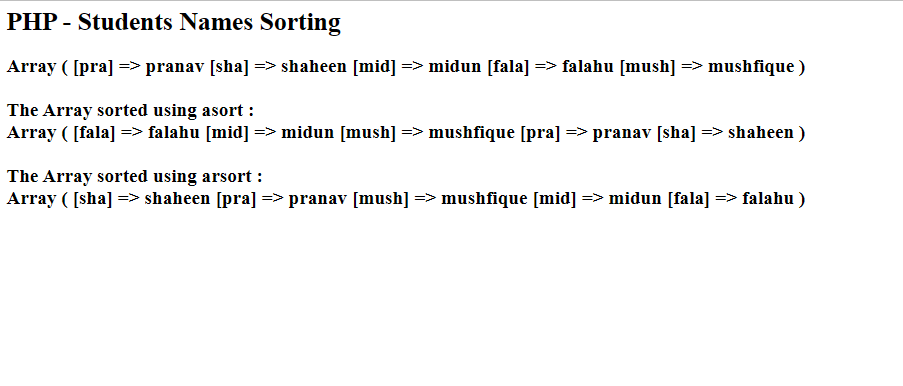 PHP - Students Names Sorting
Array ( [pra] => pranav [sha] => shaheen [mid] => midun [fala] => falahu [mush] => mushfique )
The Array sorted using asort :
Array ( [fala] => falahu [mid] => midun [mush] => mushfique [pra] => pranav [sha] => shaheen )
The Array sorted using arsort :
Array ( [sha] => shaheen [pra] => pranav [mush] => mushfique [mid] => midun [fala] => falahu )